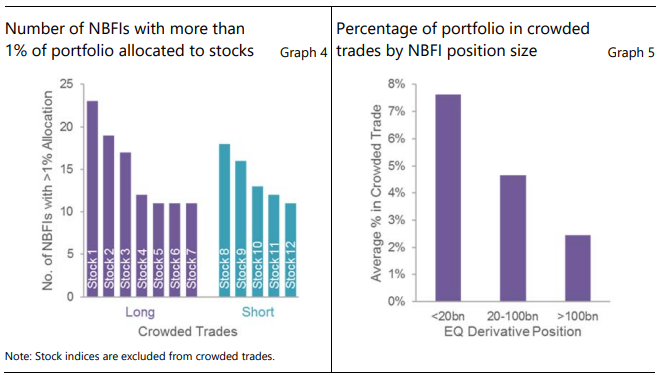 Number of NBFIs with more than
1% of portfolio allocated to stocks Graph 4
No. of NBFIs with >1% Allocation
25
20
15
10
5
0
Stock 1
Stock 2
Stock 3
Stock 4
Stock 5
Stock 6
Stock 7
Stock 8
Stock 9
Stock 10
Stock 11
Stock 12
Long
Short
Crowded Trades
Note: Stock indices are excluded from crowded trades.
Percentage of portfolio in crowded
trades by NBFI position size Graph 5
Average % in Crowded Trade
8%
7%
6%
5%
4%
3%
2%
1%
0%
<20bn
20-100bn
>100bn
EQ Derivative Position